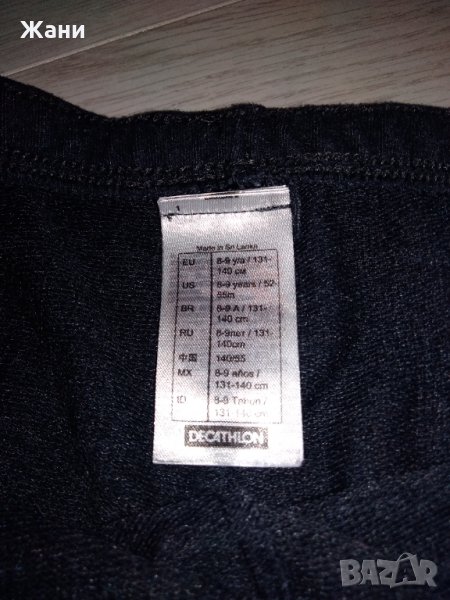 Жани
Made in Sri Lanka
EU 8-9 y/a / 131-
140 см
US 8-9 years / 52-
55in
BR 8-9 A / 131-
140 cm
RU 8-9лет / 131-
140cm
中国 140/55
MX 8-9 años /
131-140 cm
ID 8-9 Tahun /
131-140 cm
DECATHLON
BAZAR